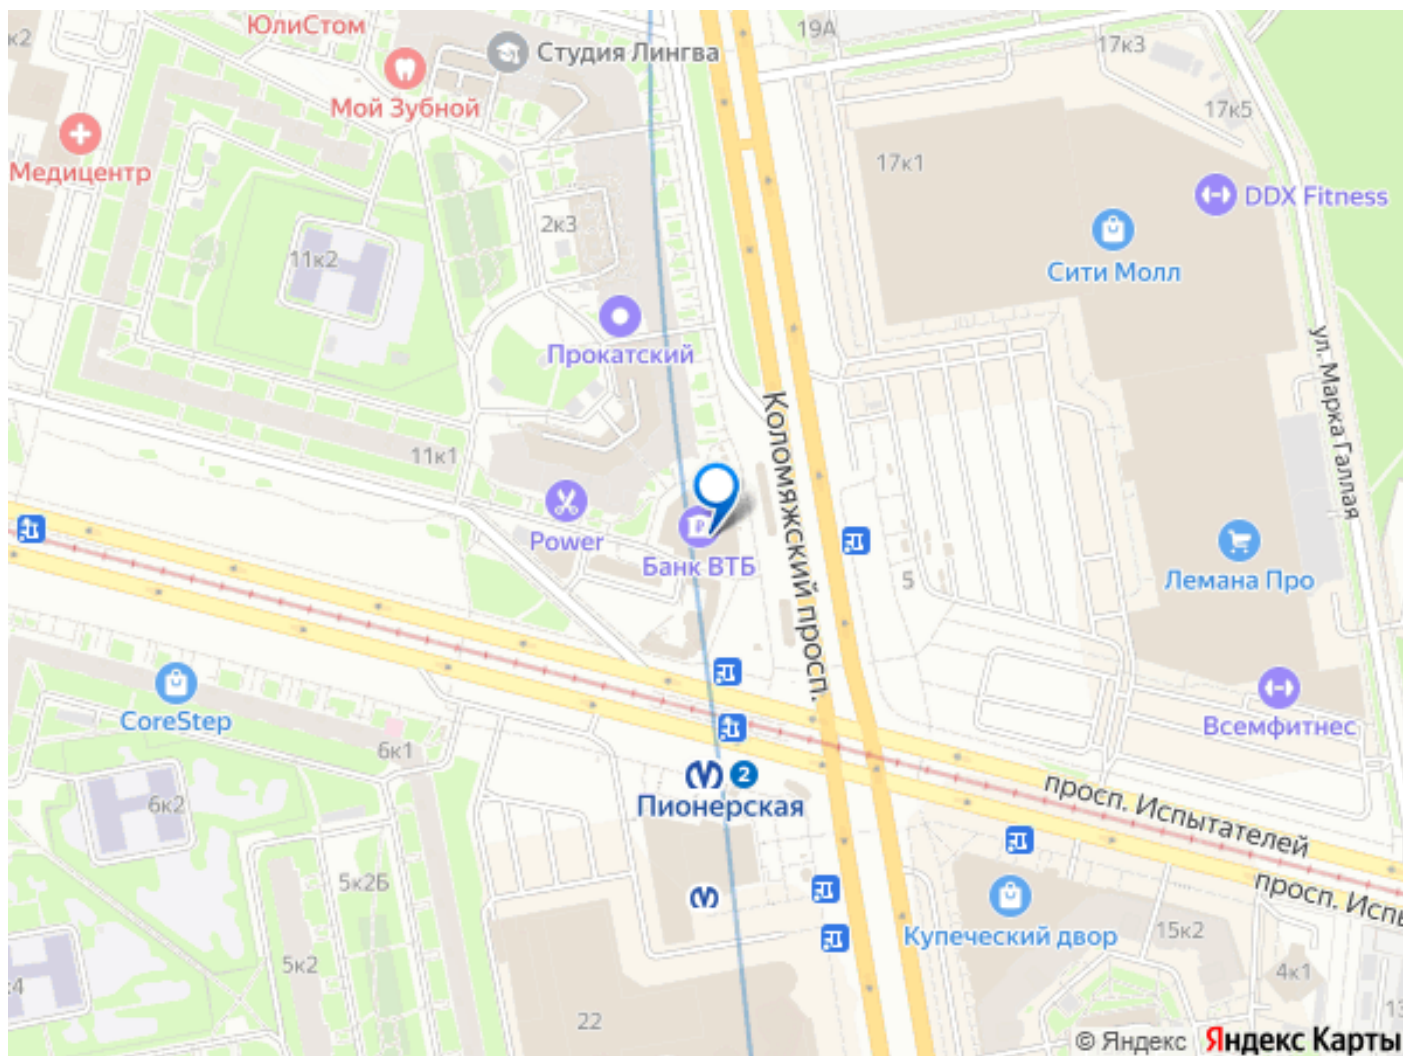 ЮлиСтом
19А
к2
Студия Лингва
17к3
Мой Зубной
17к5
Медицентр
17к1
DDX Fitness
2к3
11к2
Сити Молл
Прокатский
ул. Марка Галлая
Коломяжский просп.
11к1
Power
Банк ВТБ
5
Лемана Про
CoreStep
Всемфитнес
6к1
2
Пионерская
6к2
просп. Испытателей
5к2Б
просп. Испы
Купеческий двор
15к2
5к2
4к1
к4
22
13
© Яндекс Яндекс Карты